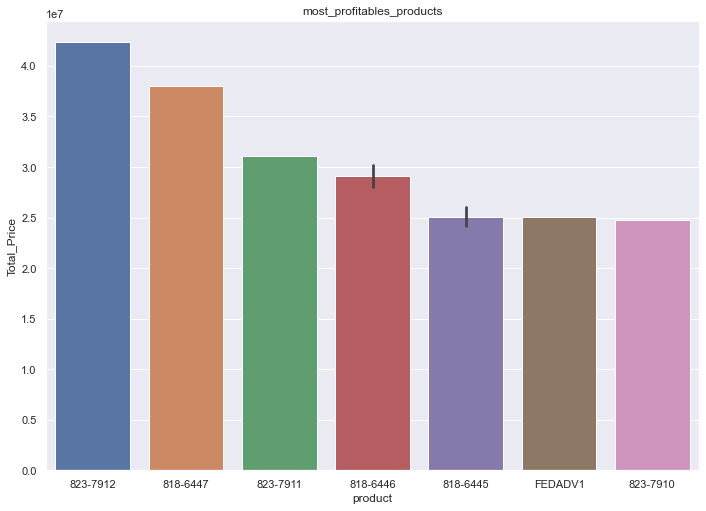 most_profitables_products
1e7
4.0
3.5
3.0
2.5
2.0
1.5
1.0
0.5
0.0
Total_Price
823-7912 818-6447 823-7911 818-6446 818-6445 FEDADV1 823-7910
product